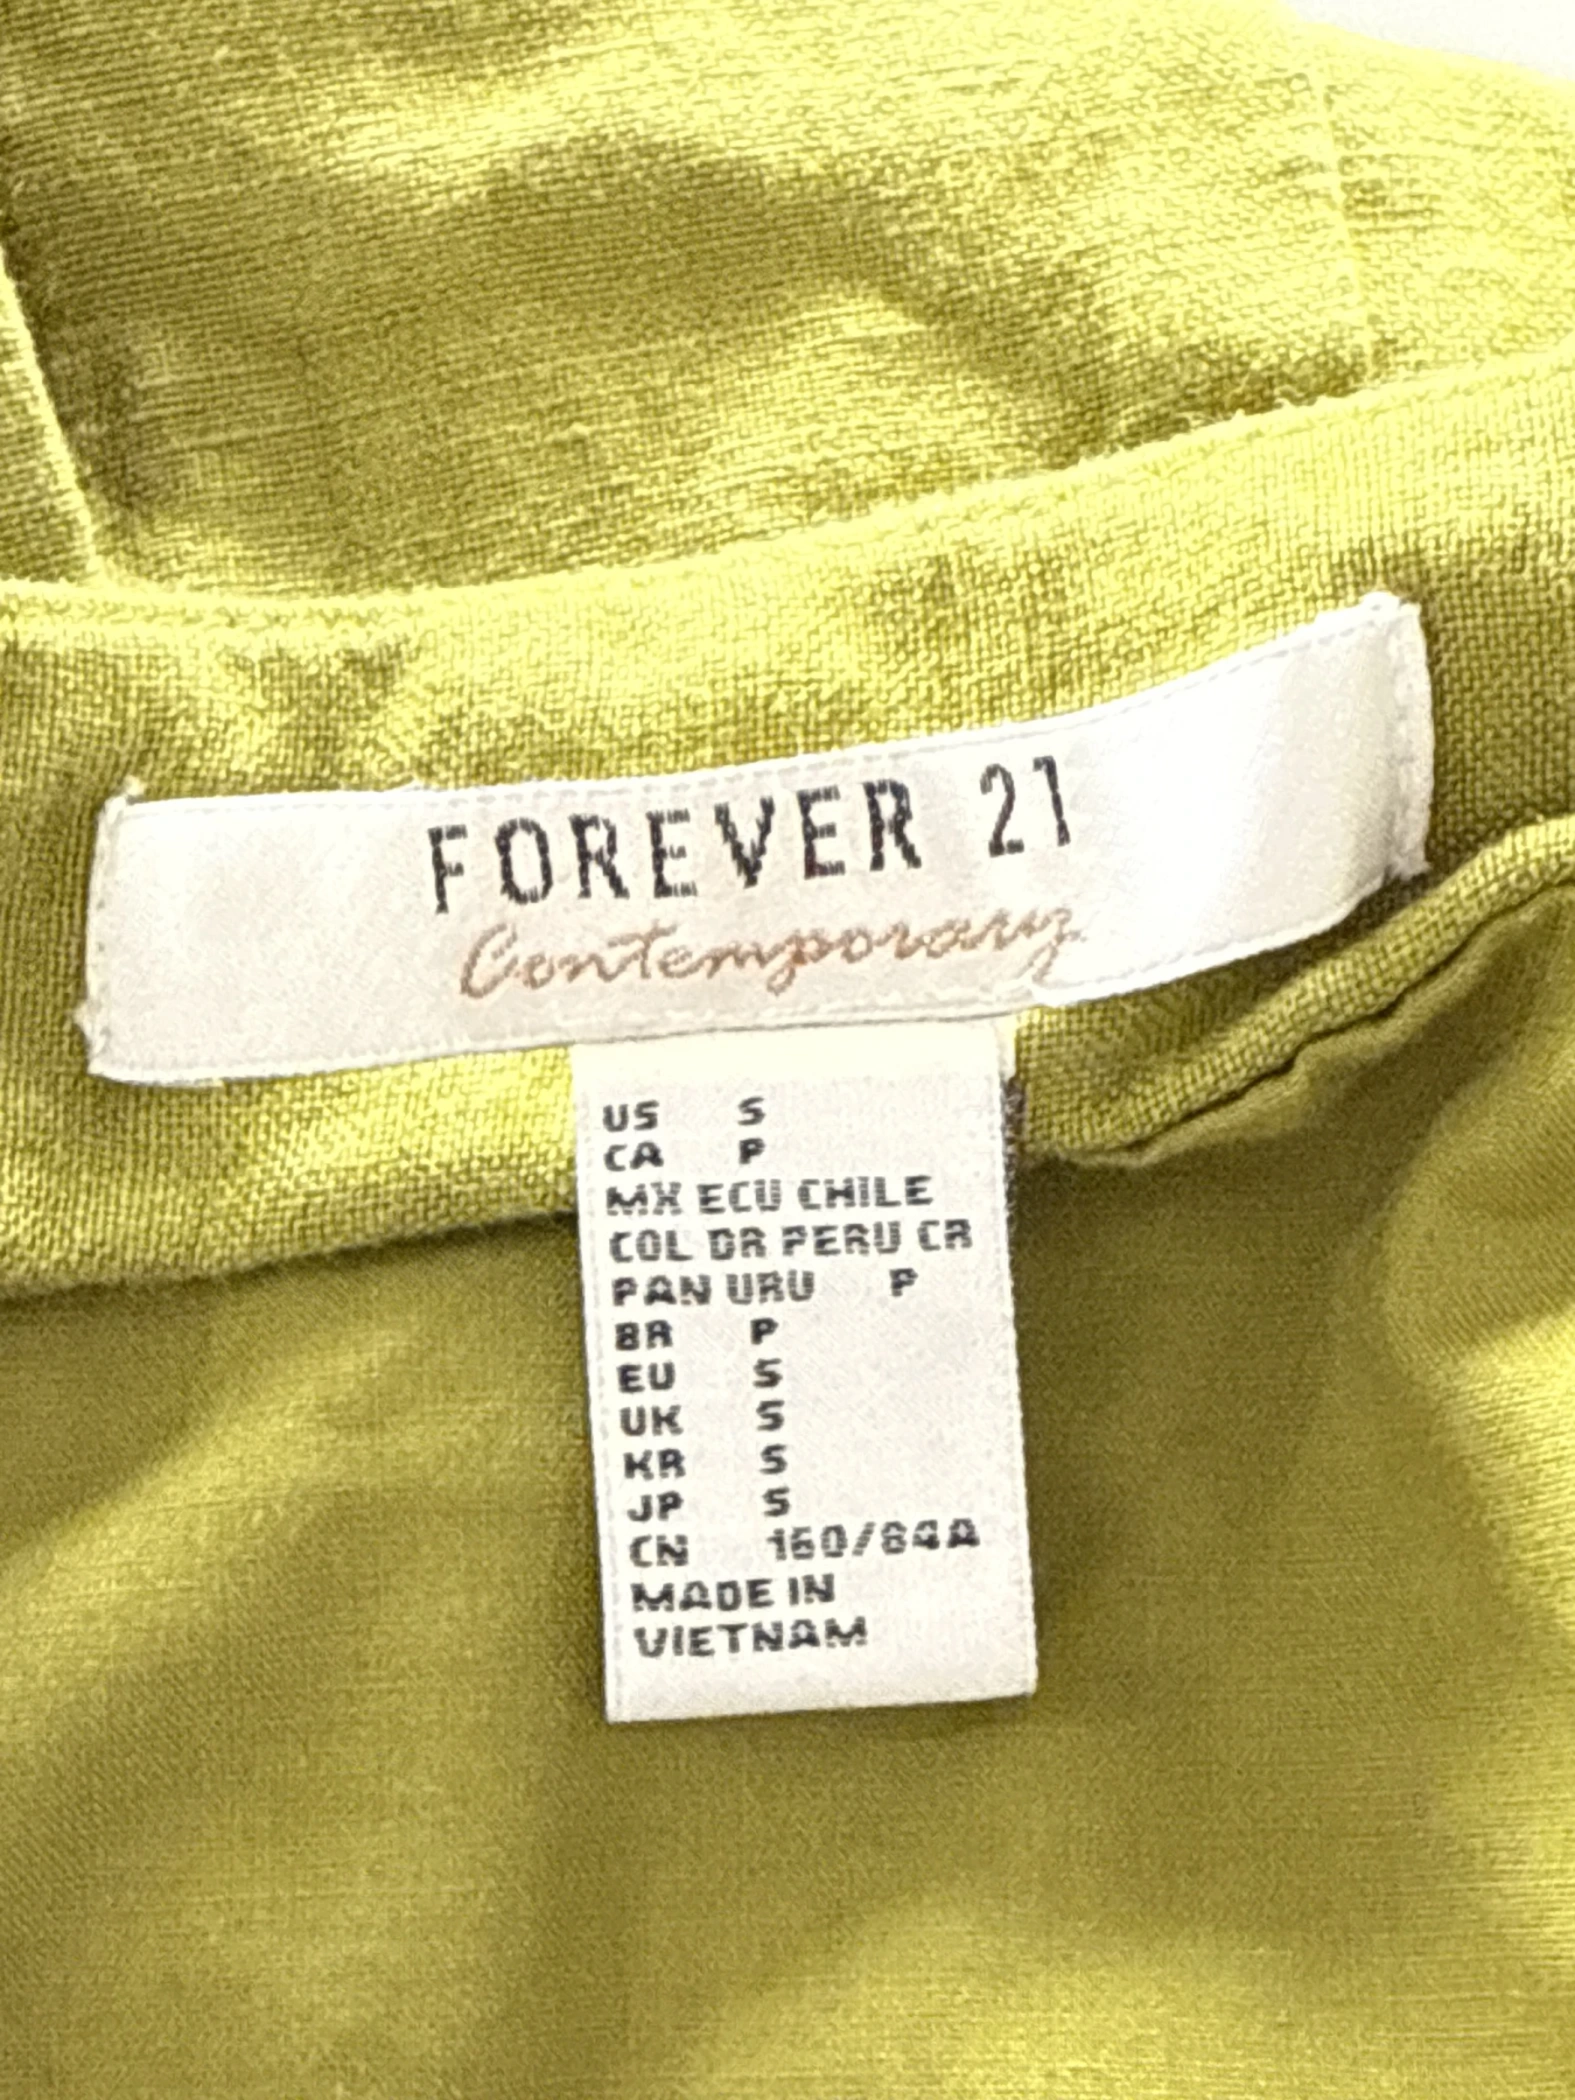 FOREVER 21
Contemporary
US S
CA P
MX ECU CHILE
COL DR PERU CR
PAN URU P
BR P
EU S
UK S
KR S
JP S
CN 160/84A
MADE IN
VIETNAM